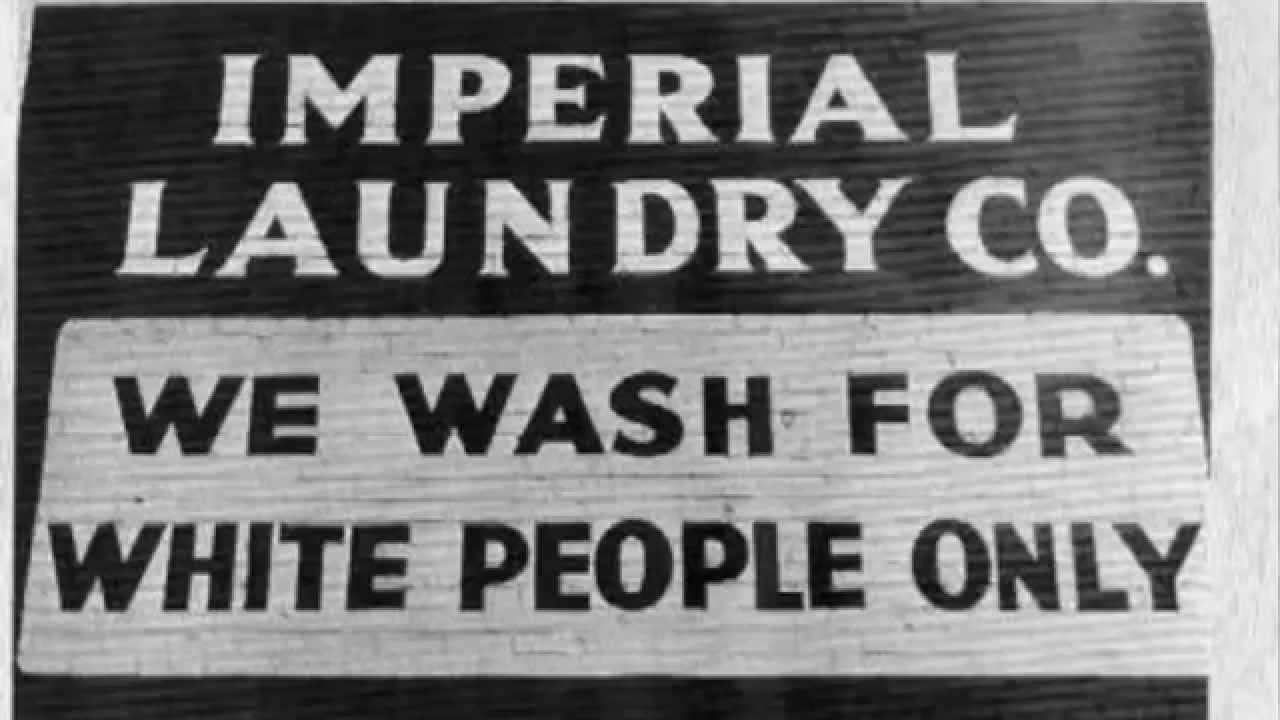 IMPERIAL
LAUNDRY CO.
WE WASH FOR
WHITE PEOPLE ONLY